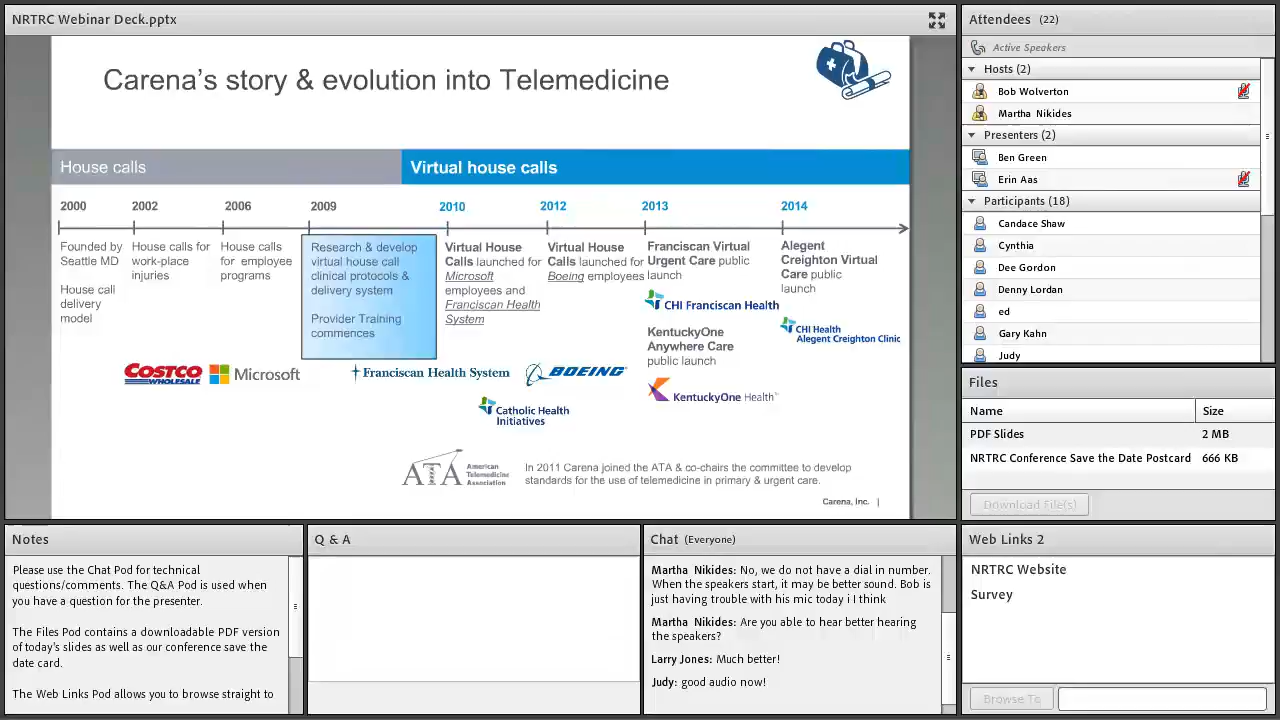 NRTRC Webinar Deck.pptx
Carena's story & evolution into Telemedicine
House calls
Virtual house calls
2000
2002
2006
2009
2010
2012
2013
2014
Founded by
Seattle MD
House call
delivery
model
House calls for
work-place
injuries
House calls
for employee
programs
Research & develop
virtual house call
clinical protocols &
delivery system
Provider Training
commences
Virtual House
Calls launched for
Microsoft
employees and
Franciscan Health
System
Virtual House
Calls launched for
Boeing employees
Franciscan Virtual
Urgent Care public
launch
CHI Franciscan Health
KentuckyOne
Anywhere Care
public launch
Alegent
Creighton Virtual
Care public
launch
CHI Health
Alegent Creighton Clinic
COSTCO
WHOLESALE
Microsoft
Franciscan Health System
BOEING
KentuckyOne Health
Catholic Health
Initiatives
ATA
American
Telemedicine
Association
In 2011 Carena joined the ATA & co-chairs the committee to develop
standards for the use of telemedicine in primary & urgent care.
Carena, Inc. |
Attendees (22)
Active Speakers
Hosts (2)
Bob Wolverton
Martha Nikides
Presenters (2)
Ben Green
Erin Aas
Participants (18)
Candace Shaw
Cynthia
Dee Gordon
Denny Lordan
ed
Gary Kahn
Judy
Files
Name
Size
PDF Slides
2 MB
NRTRC Conference Save the Date Postcard
666 KB
Download File(s)
Notes
Please use the Chat Pod for technical
questions/comments. The Q&A Pod is used when
you have a question for the presenter.
The Files Pod contains a downloadable PDF version
of today's slides as well as our conference save the
date card.
The Web Links Pod allows you to browse straight to
Q & A
Chat (Everyone)
Martha Nikides: No, we do not have a dial in number.
When the speakers start, it may be better sound. Bob is
just having trouble with his mic today i I think
Martha Nikides: Are you able to hear better hearing
the speakers?
Larry Jones: Much better!
Judy: good audio now!
Web Links 2
NRTRC Website
Survey
Browse To